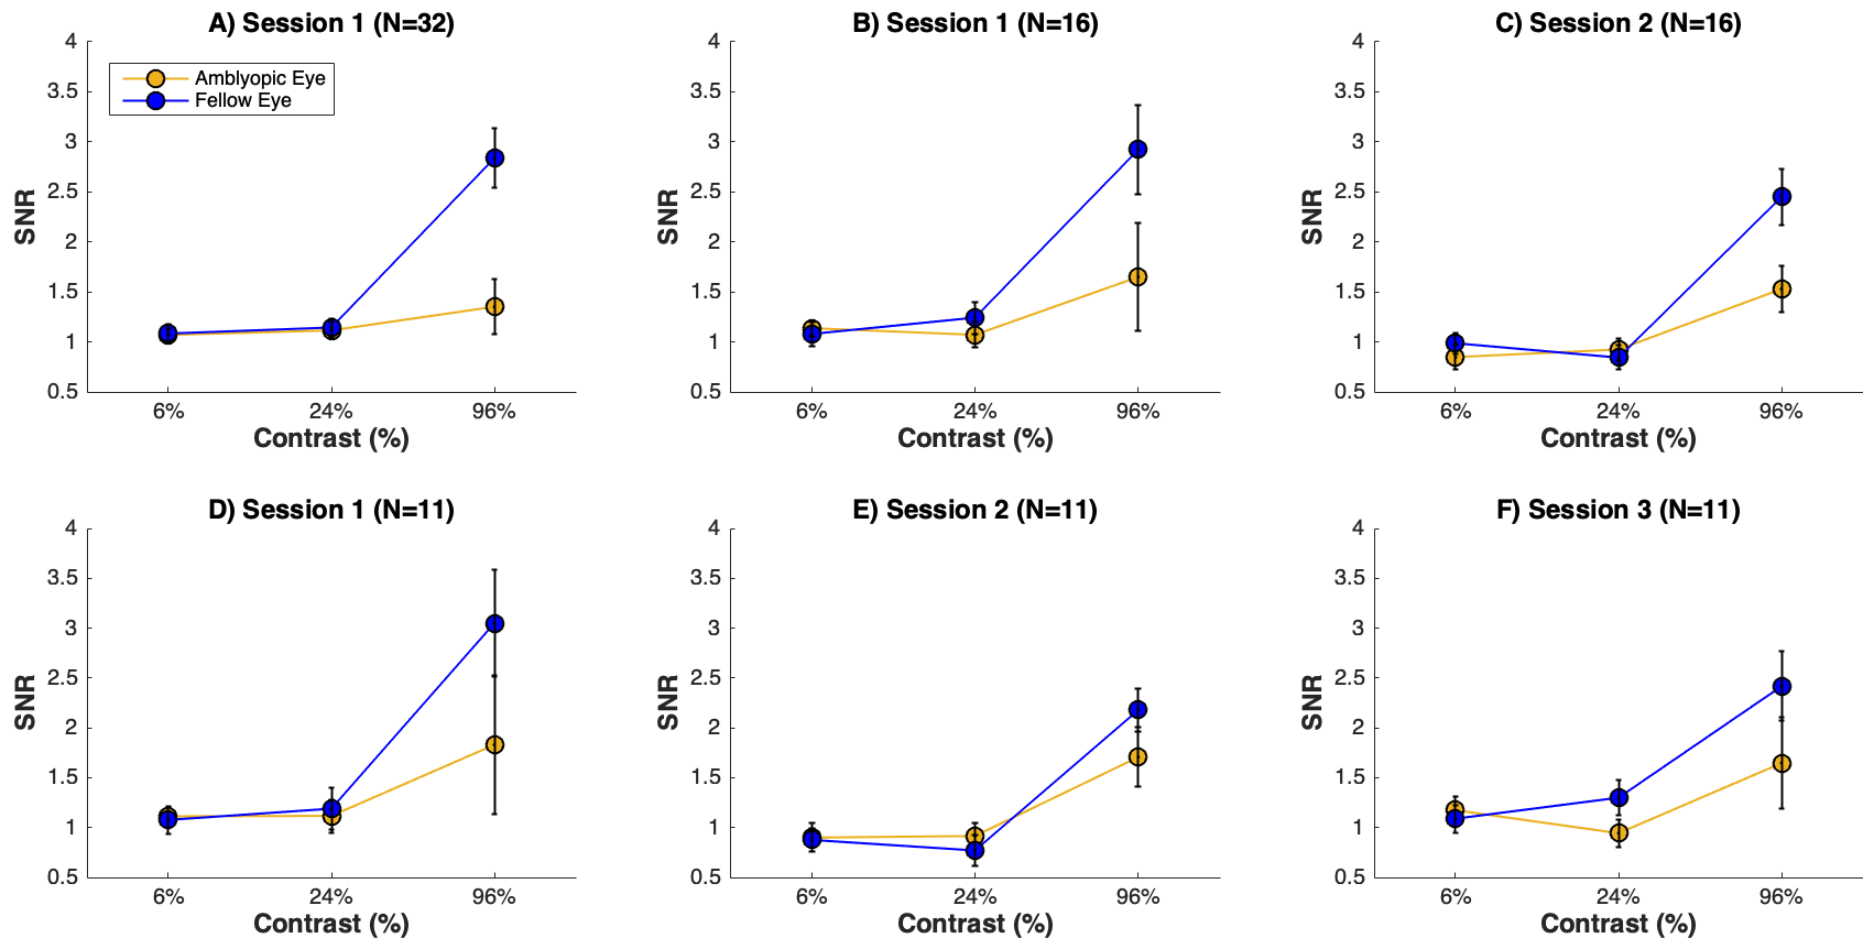 A) Session 1 (N=32)
4
3.5
3
2.5
2
1.5
1
0.5
SNR
Amblyopic Eye
Fellow Eye
6% 24% 96%
Contrast (%)
B) Session 1 (N=16)
4
3.5
3
2.5
2
1.5
1
0.5
SNR
6% 24% 96%
Contrast (%)
C) Session 2 (N=16)
4
3.5
3
2.5
2
1.5
1
0.5
SNR
6% 24% 96%
Contrast (%)
D) Session 1 (N=11)
4
3.5
3
2.5
2
1.5
1
0.5
SNR
6% 24% 96%
Contrast (%)
E) Session 2 (N=11)
4
3.5
3
2.5
2
1.5
1
0.5
SNR
6% 24% 96%
Contrast (%)
F) Session 3 (N=11)
4
3.5
3
2.5
2
1.5
1
0.5
SNR
6% 24% 96%
Contrast (%)